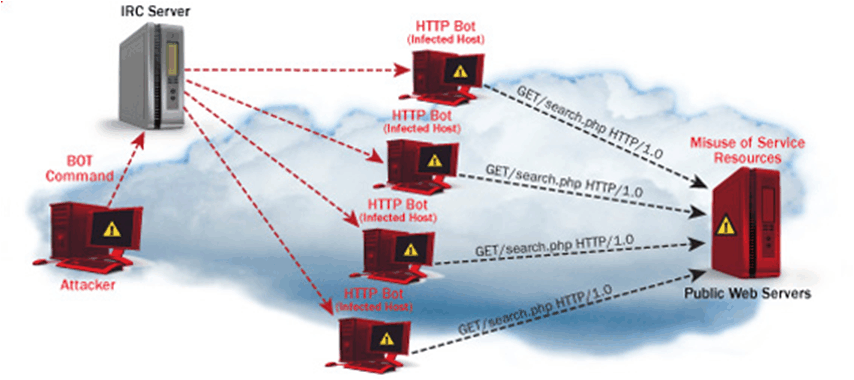 IRC Server
HTTP Bot
(Infected Host)
GET/search.php HTTP/1.0
HTTP Bot
(Infected Host)
GET/search.php HTTP/1.0
Misuse of Service
Resources
BOT
Command
HTTP Bot
(Infected Host)
GET/search.php HTTP/1.0
Attacker
HTTP Bot
(Infected Host)
GET/search.php HTTP/1.0
Public Web Servers